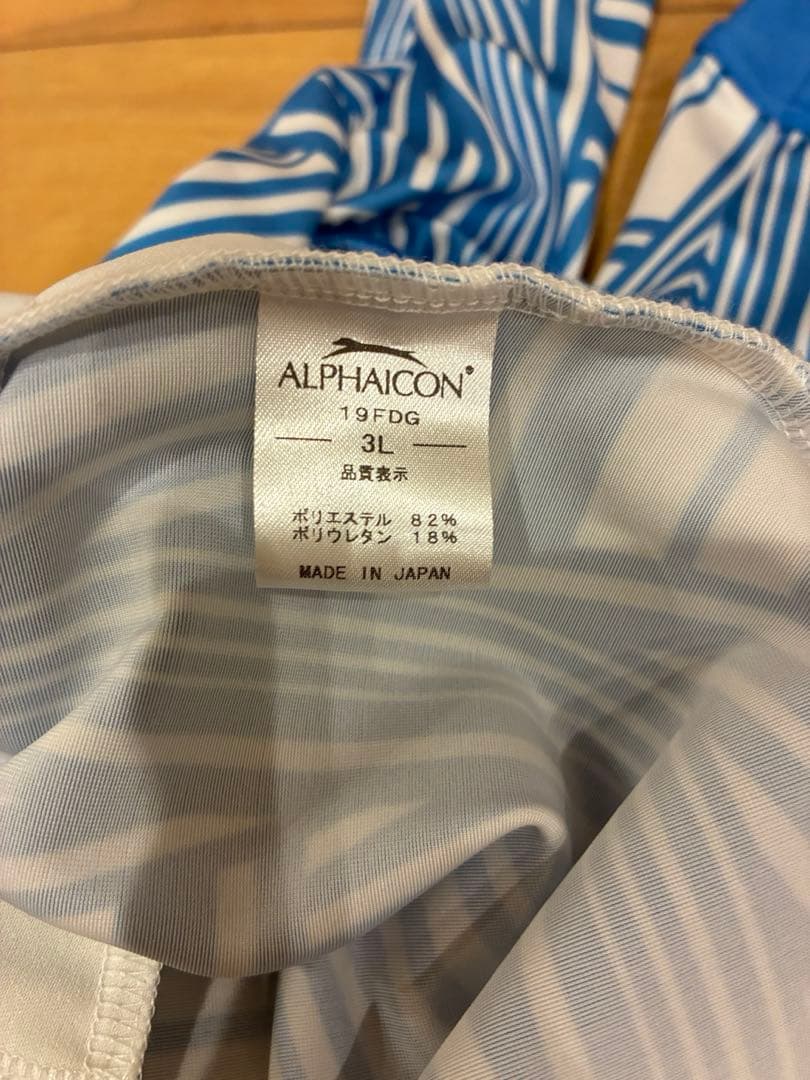 ALPHAICON®
19FDG
3L
品質表示
ポリエステル 82%
ポリウレタン 18%
MADE IN JAPAN